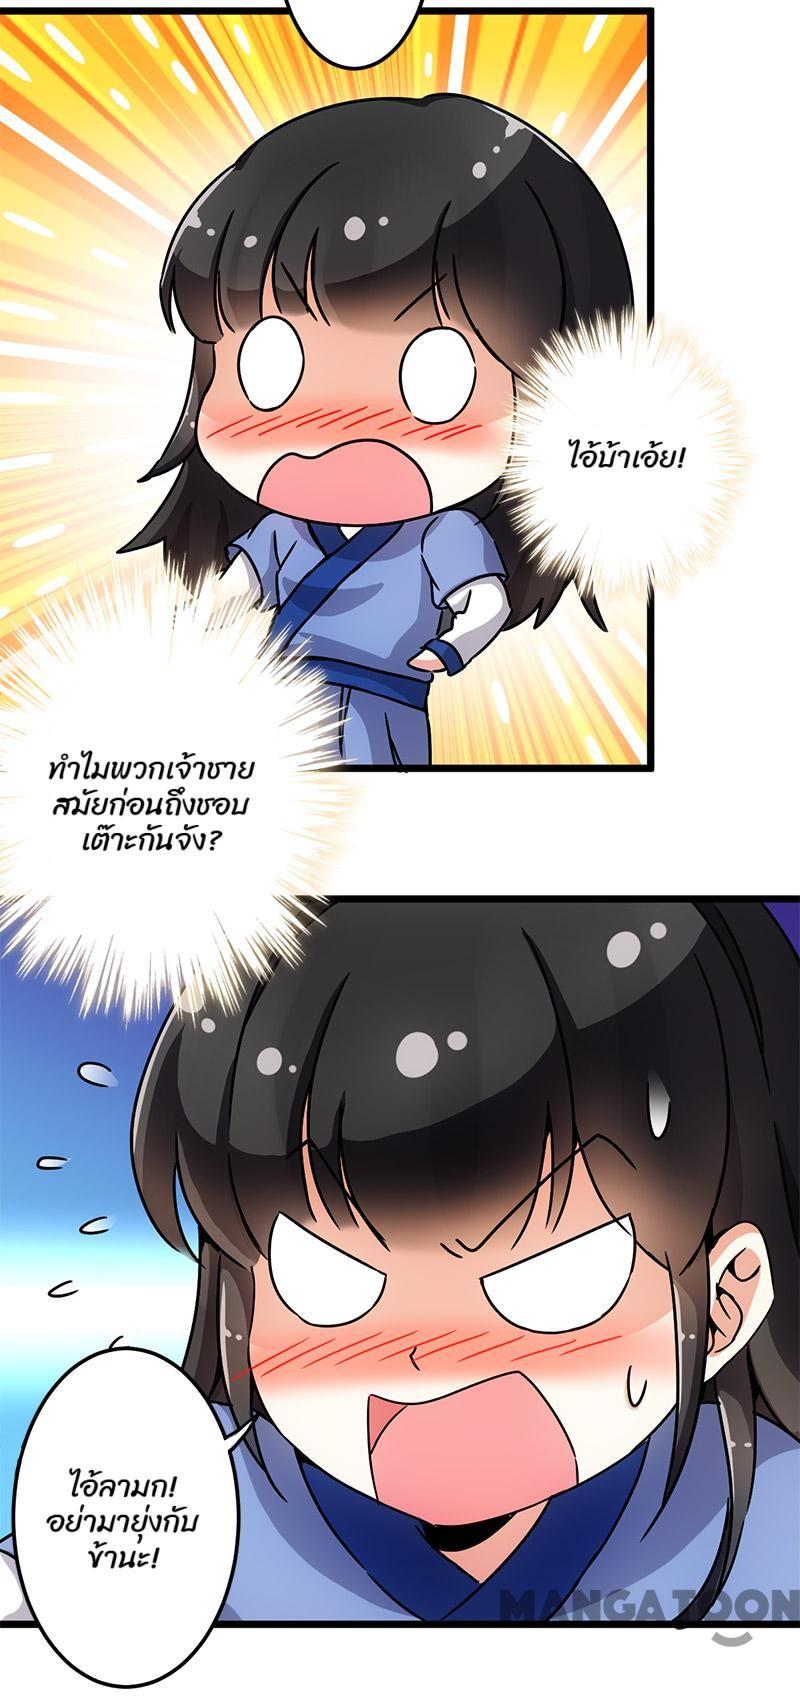 ไอ้บ้าเอ้ย!
ทำไมพวกเจ้าชาย
สมัยก่อนถึงชอบ
เต๊าะกันจัง?
ไอ้ลามก!
อย่ามายุ่งกับ
ข้านะ!
MANGATOON